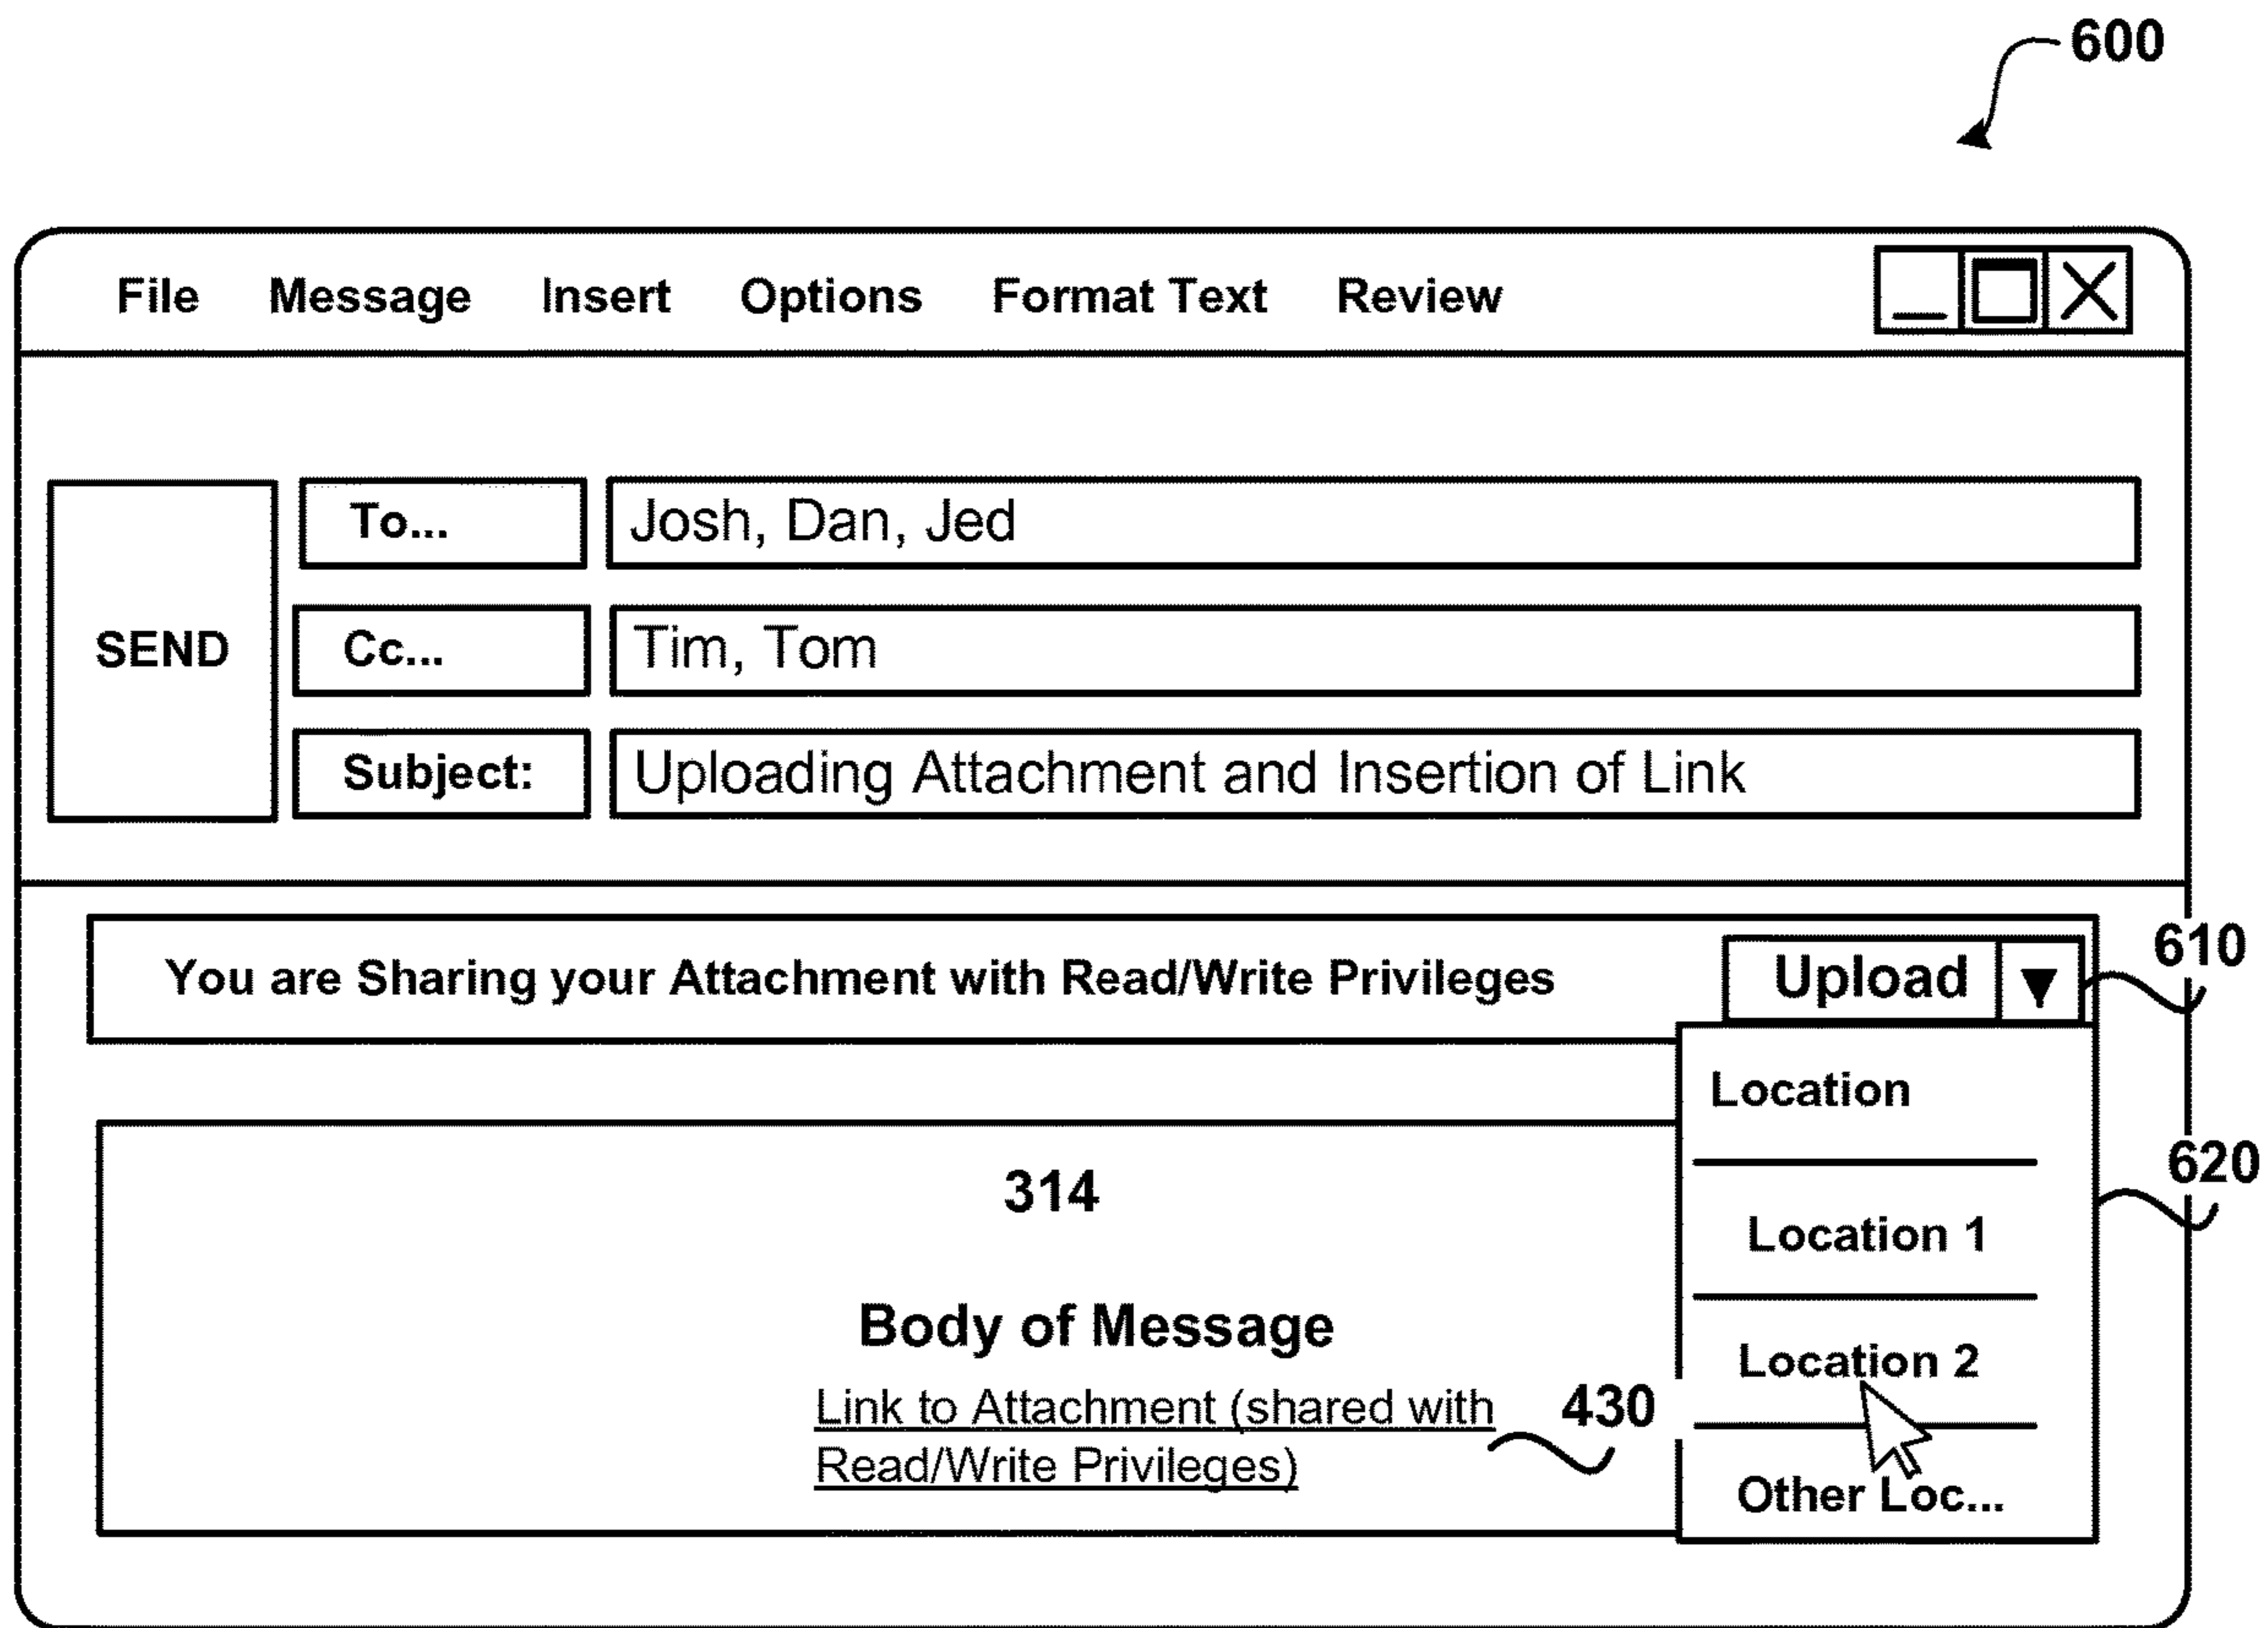 600
File Message Insert Options Format Text Review
To... Josh, Dan, Jed
SEND Cc... Tim, Tom
Subject: Uploading Attachment and Insertion of Link
You are Sharing your Attachment with Read/Write Privileges Upload 610
Location
620
314
Location 1
Body of Message
Location 2
Link to Attachment (shared with 430
Read/Write Privileges)
Other Loc...